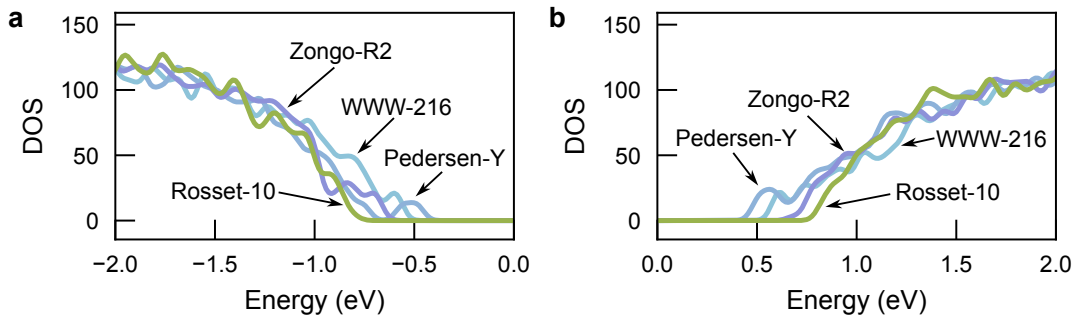 a
150
100
50
0
DOS
Zongo-R2
WWW-216
Pedersen-Y
Rosset-10
−2.0 −1.5 −1.0 −0.5 0.0
Energy (eV)
b
150
100
50
0
DOS
Zongo-R2
Pedersen-Y
WWW-216
Rosset-10
0.0 0.5 1.0 1.5 2.0
Energy (eV)